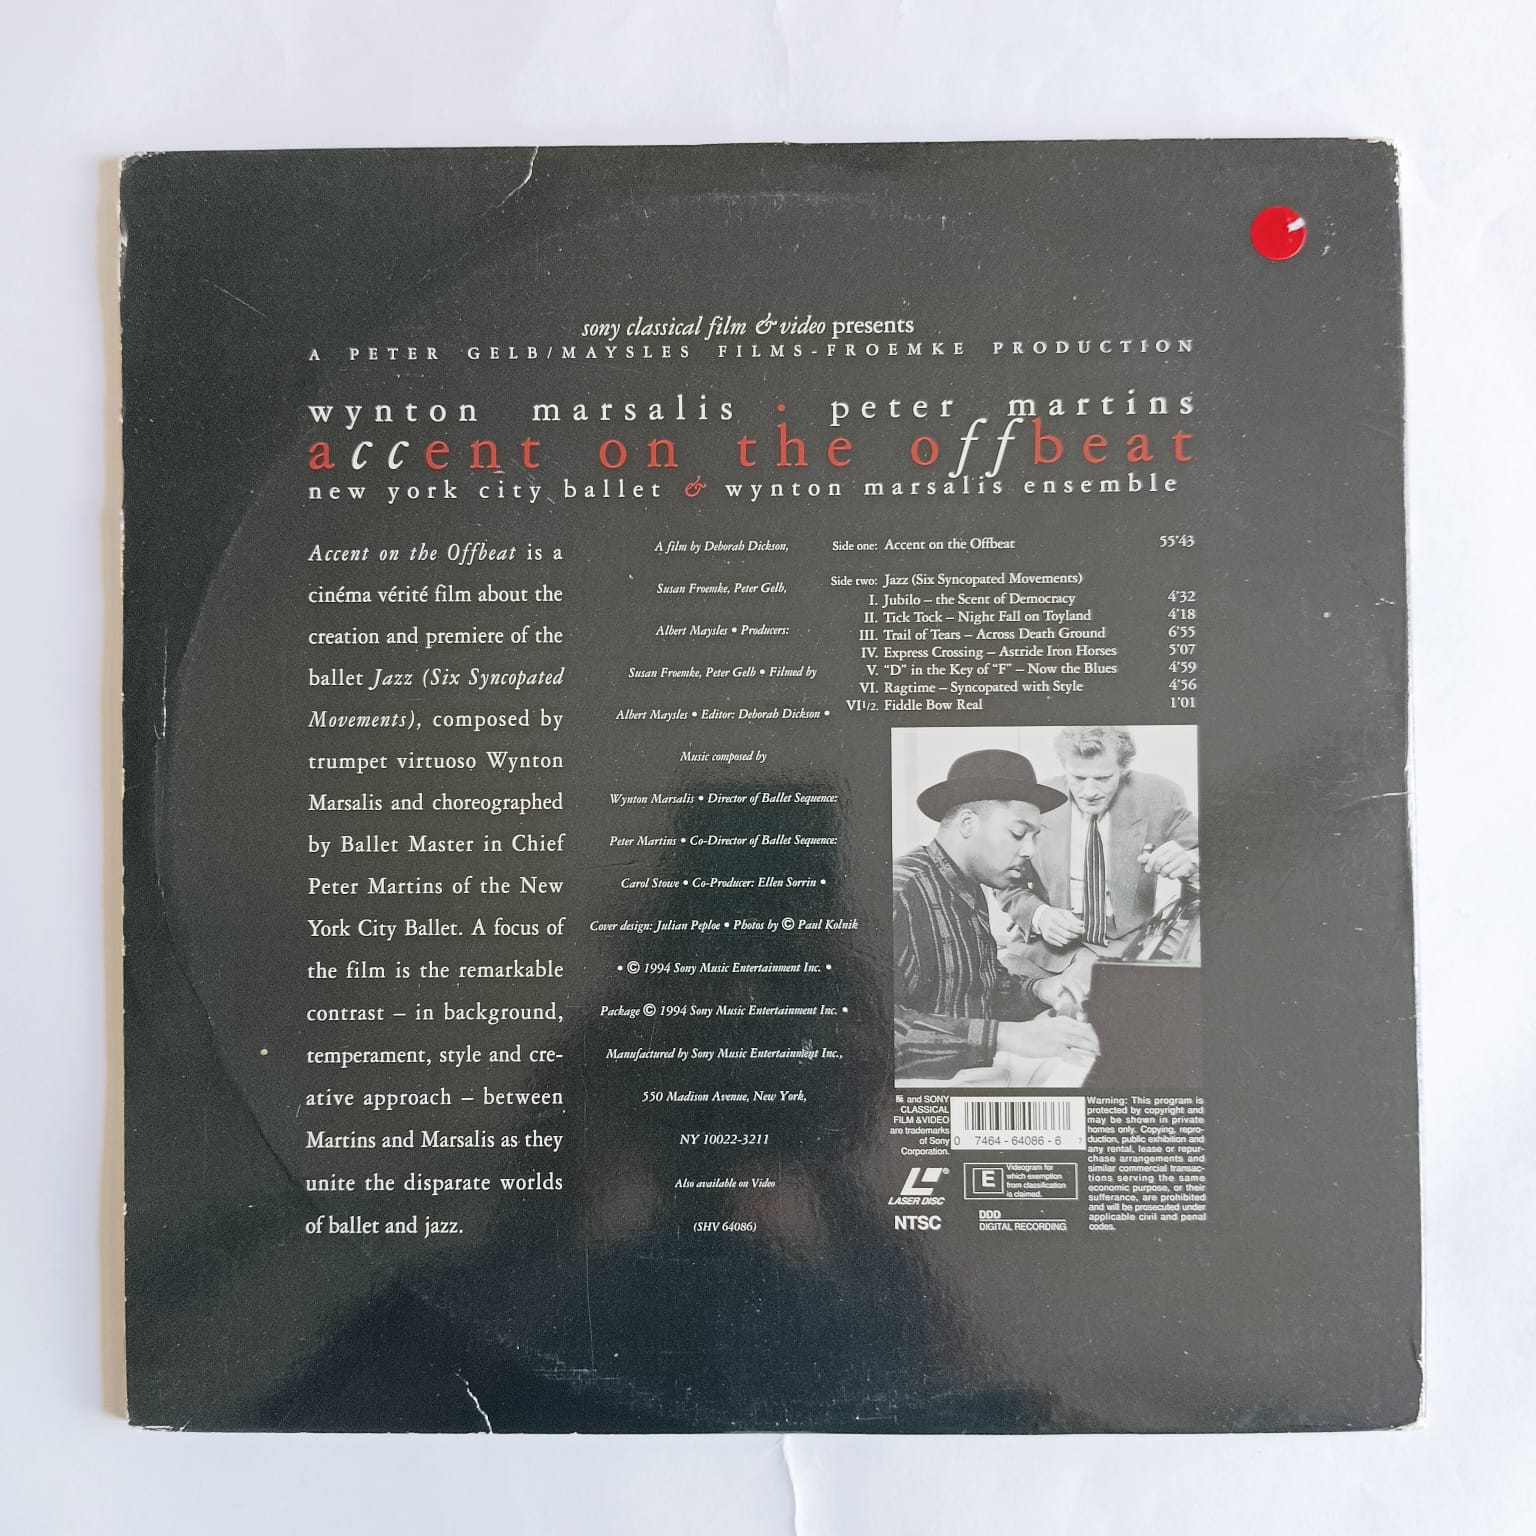 sony classical film & video presents
A PETER GELB/MAYSLES FILMS-FROEMKE PRODUCTION
wynton marsalis • peter martins
accent on the offbeat
new york city ballet & wynton marsalis ensemble
Accent on the Offbeat is a
cinéma vérité film about the
creation and premiere of the
ballet Jazz (Six Syncopated
Movements), composed by
trumpet virtuoso Wynton
Marsalis and choreographed
by Ballet Master in Chief
Peter Martins of the New
York City Ballet. A focus of
the film is the remarkable
contrast – in background,
temperament, style and cre-
ative approach – between
Martins and Marsalis as they
unite the disparate worlds
of ballet and jazz.
A film by Deborah Dickson,
Susan Froemke, Peter Gelb,
Albert Maysles • Producers:
Susan Froemke, Peter Gelb • Filmed by
Albert Maysles • Editor: Deborah Dickson •
Music composed by
Wynton Marsalis • Director of Ballet Sequence:
Peter Martins • Co-Director of Ballet Sequence:
Carol Stowe • Co-Producer: Ellen Sorrin •
Cover design: Julian Peploe • Photos by © Paul Kolnik
• © 1994 Sony Music Entertainment Inc. •
Package © 1994 Sony Music Entertainment Inc. •
Manufactured by Sony Music Entertainment Inc.,
550 Madison Avenue, New York,
NY 10022-3211
Also available on Video
(SHV 64086)
Side one: Accent on the Offbeat 55'43
Side two: Jazz (Six Syncopated Movements)
I. Jubilo – the Scent of Democracy 4'32
II. Tick Tock – Night Fall on Toyland 4'18
III. Trail of Tears – Across Death Ground 6'55
IV. Express Crossing – Astride Iron Horses 5'07
V. “D” in the Key of “F” – Now the Blues 4'59
VI. Ragtime – Syncopated with Style 4'56
VI1/2. Fiddle Bow Real 1'01
and SONY
CLASSICAL
FILM &VIDEO
are trademarks
of Sony
Corporation.
0 7464 - 64086 - 6 7
LASER DISC
NTSC
E
Videogram for
which exemption
from classification
is claimed.
DDD
DIGITAL RECORDING
Warning: This program is
protected by copyright and
may be shown in private
homes only. Copying, repro-
duction, public exhibition and
any rental, lease or repur-
chase arrangements and
similar commercial transac-
tions serving the same
economic purpose, or their
sufferance, are prohibited
and will be prosecuted under
applicable civil and penal
codes.